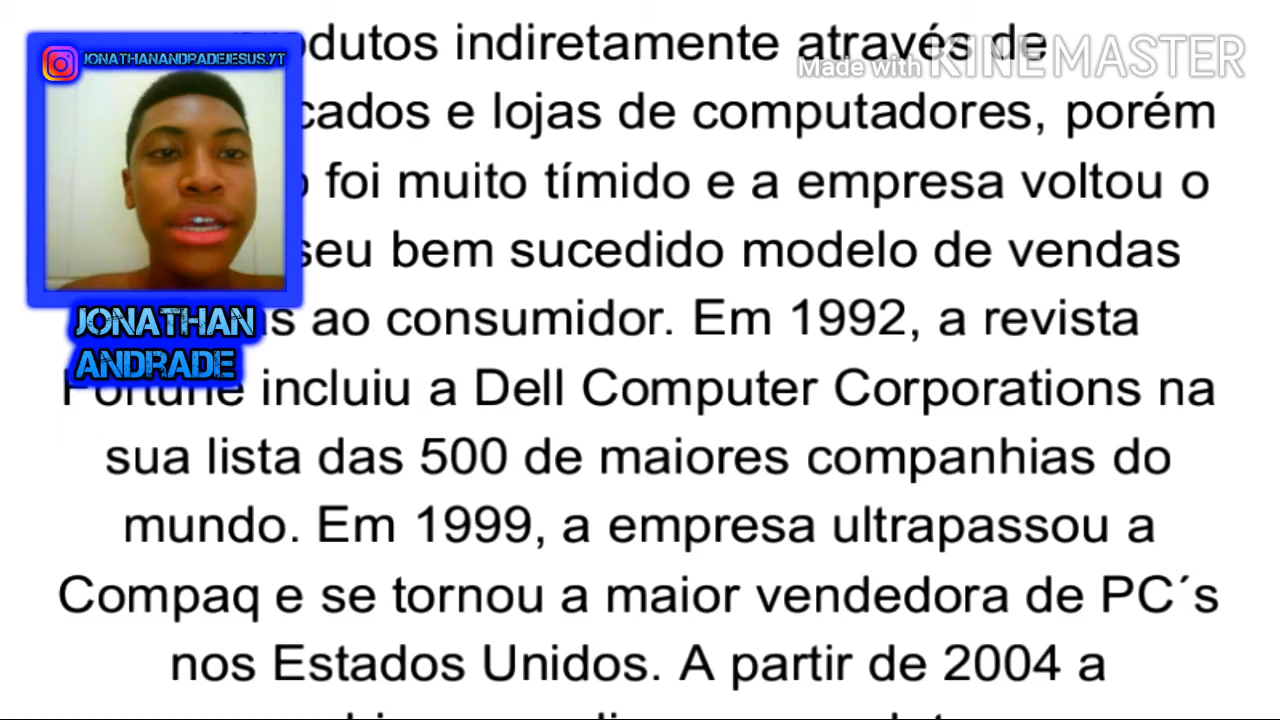 JONATHANANDRADEJESUS.YT
Made with KINEMASTER
indiretamente através de
e lojas de computadores, porém
foi muito tímido e a empresa voltou o
seu bem sucedido modelo de vendas
ao consumidor. Em 1992, a revista
JONATHAN
ANDRADE
Fortune incluiu a Dell Computer Corporations na
sua lista das 500 de maiores companhias do
mundo. Em 1999, a empresa ultrapassou a
Compaq e se tornou a maior vendedora de PC´s
nos Estados Unidos. A partir de 2004 a